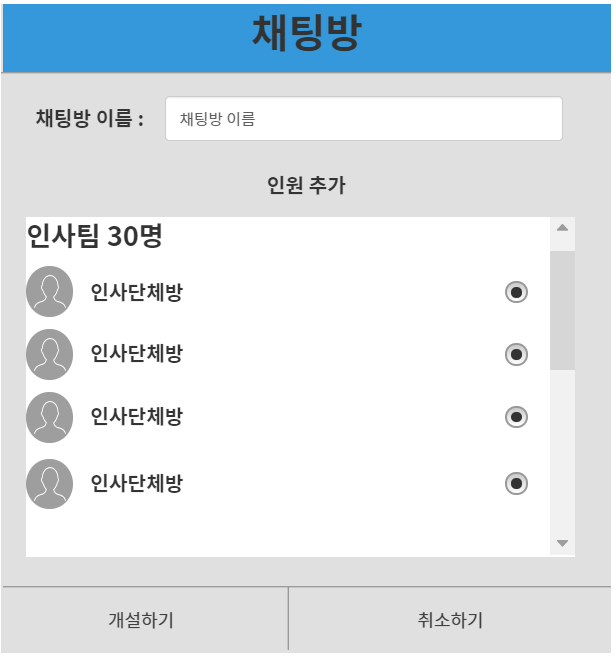 채팅방
채팅방 이름 : 채팅방 이름
인원 추가
인사팀 30명
인사단체방
인사단체방
인사단체방
인사단체방
개설하기 취소하기